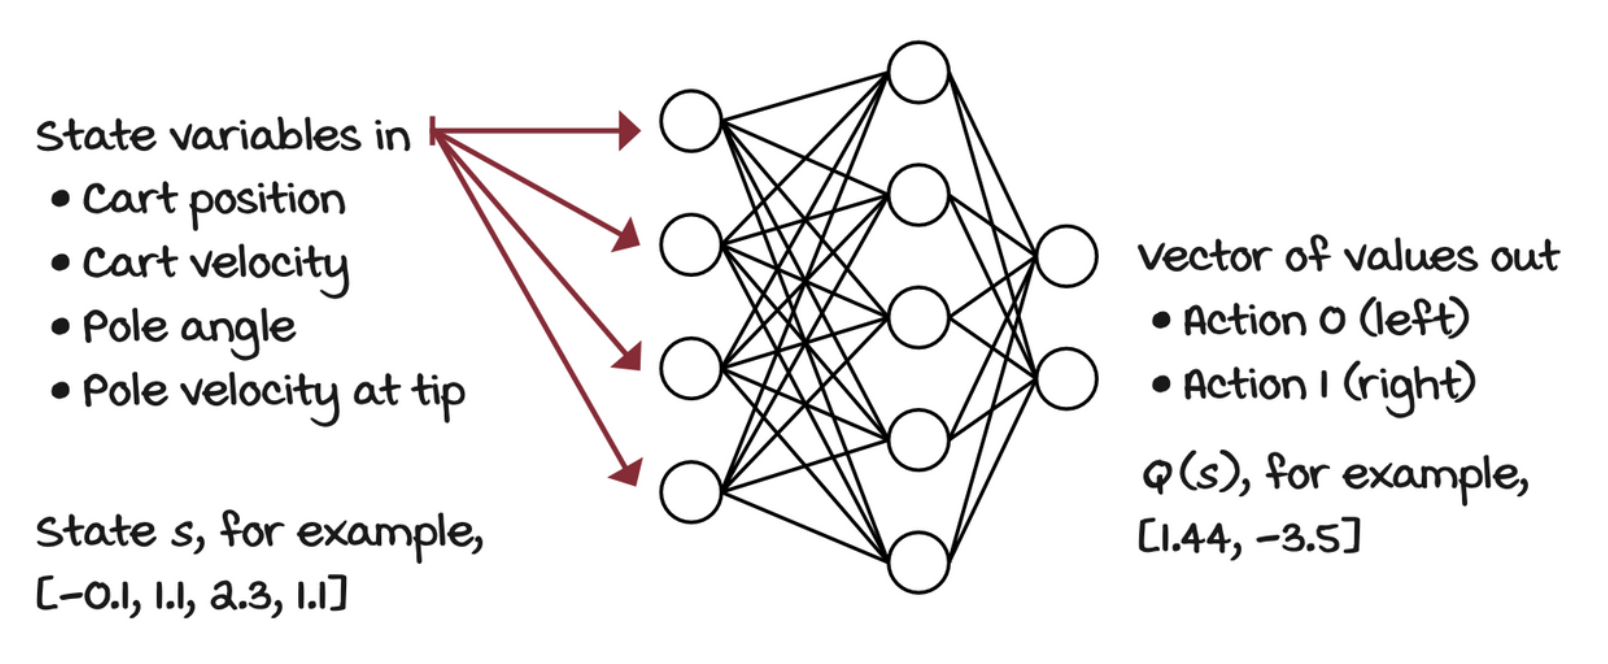 State variables in
• Cart position
• Cart velocity
• Pole angle
• Pole velocity at tip
State s, for example,
[-0.1, 1.1, 2.3, 1.1]
Vector of values out
• Action 0 (left)
• Action 1 (right)
Q(s), for example,
[1.44, -3.5]